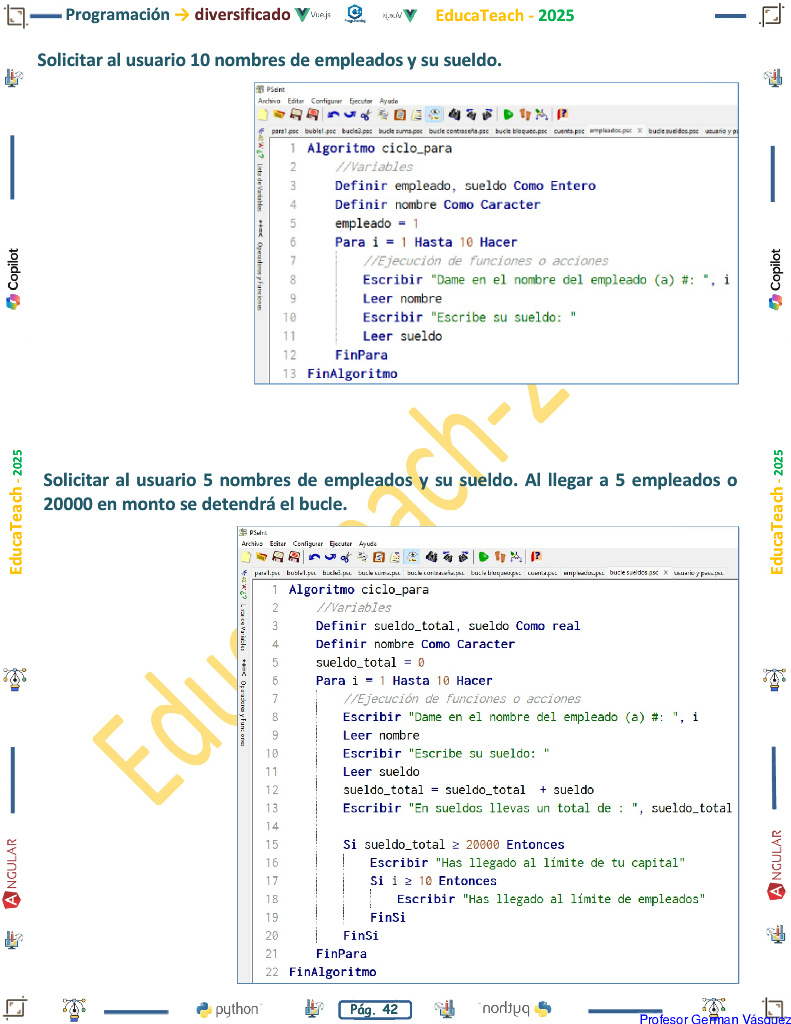 Programación → diversificado Vue.js Programming Vue.js EducaTeach - 2025
Solicitar al usuario 10 nombres de empleados y su sueldo.
PSeInt
Archivo Editar Configurar Ejecutar Ayuda
para1.psc buble1.psc bucle3.psc bucle suma.psc bucle contraseña.psc bucle bloqueo.psc cuenta.psc empleados.psc X bucle sueldos.psc usuario y pa
Lista de Variables
Operadores y Funciones
1 Algoritmo ciclo_para
2 //Variables
3 Definir empleado, sueldo Como Entero
4 Definir nombre Como Caracter
5 empleado = 1
6 Para i = 1 Hasta 10 Hacer
7 //Ejecución de funciones o acciones
8 Escribir "Dame en el nombre del empleado (a) #: ", i
9 Leer nombre
10 Escribir "Escribe su sueldo: "
11 Leer sueldo
12 FinPara
13 FinAlgoritmo
Solicitar al usuario 5 nombres de empleados y su sueldo. Al llegar a 5 empleados o
20000 en monto se detendrá el bucle.
PSeInt
Archivo Editar Configurar Ejecutar Ayuda
para1.psc buble1.psc bucle3.psc bucle suma.psc bucle contraseña.psc bucle bloqueo.psc cuenta.psc empleados.psc bucle sueldos.psc X usuario y pass.psc
Lista de Variables
Operadores y Funciones
1 Algoritmo ciclo_para
2 //Variables
3 Definir sueldo_total, sueldo Como real
4 Definir nombre Como Caracter
5 sueldo_total = 0
6 Para i = 1 Hasta 10 Hacer
7 //Ejecución de funciones o acciones
8 Escribir "Dame en el nombre del empleado (a) #: ", i
9 Leer nombre
10 Escribir "Escribe su sueldo: "
11 Leer sueldo
12 sueldo_total = sueldo_total + sueldo
13 Escribir "En sueldos llevas un total de : ", sueldo_total
14
15 Si sueldo_total ≥ 20000 Entonces
16 Escribir "Has llegado al límite de tu capital"
17 Si i ≥ 10 Entonces
18 Escribir "Has llegado al límite de empleados"
19 FinSi
20 FinSi
21 FinPara
22 FinAlgoritmo
Copilot
EducaTeach - 2025
ANGULAR
Copilot
EducaTeach - 2025
ANGULAR
python
Pág. 42
python
Profesor German Vásquez